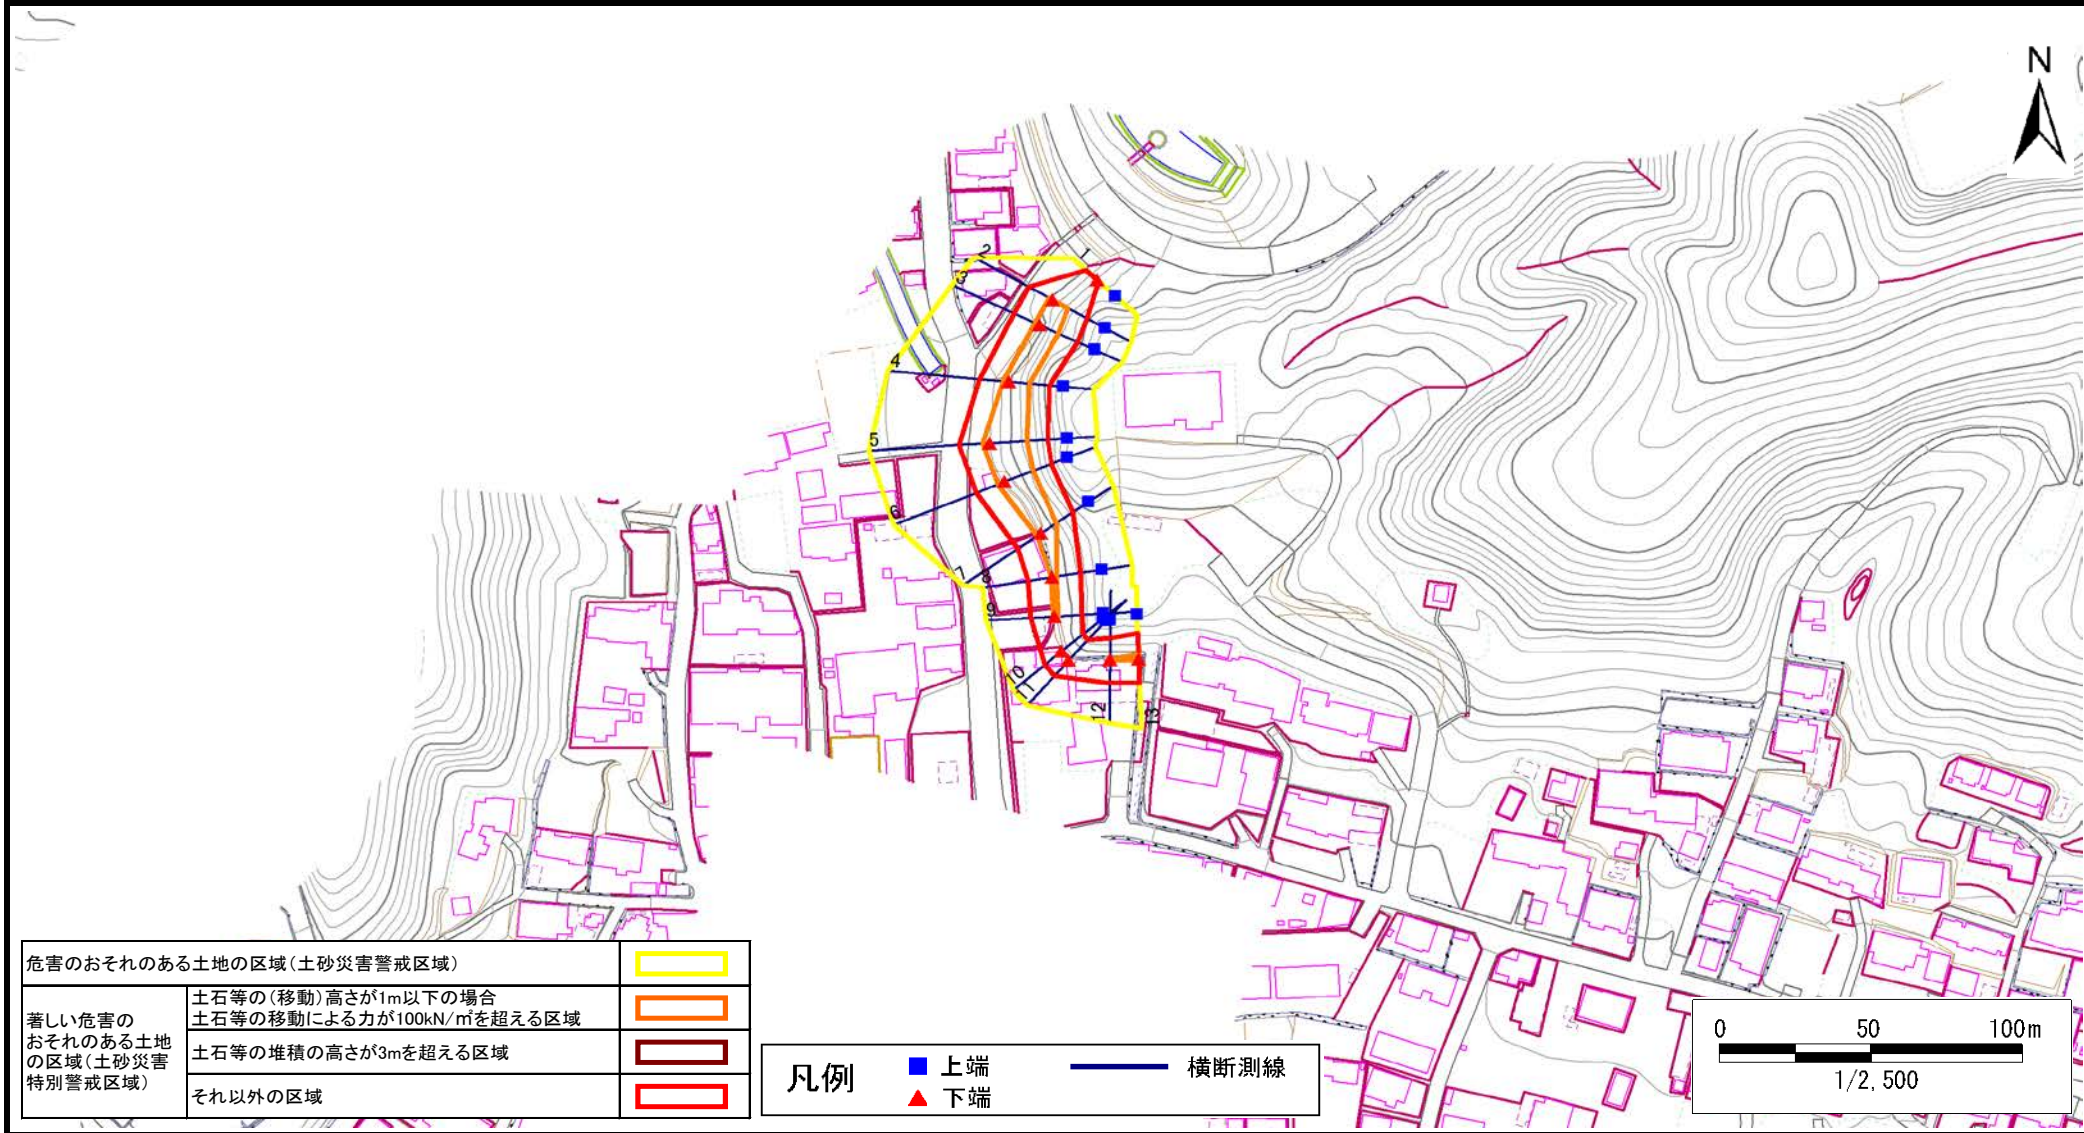 N
1
2
3
4
5
6
7
8
9
10
11
12
13
危害のおそれのある土地の区域(土砂災害警戒区域)
著しい危害の
おそれのある土地
の区域(土砂災害
特別警戒区域)
土石等の(移動)高さが1m以下の場合
土石等の移動による力が100kN/㎡を超える区域
土石等の堆積の高さが3mを超える区域
それ以外の区域
凡例
上端
下端
横断測線
0 50 100m
1/2,500